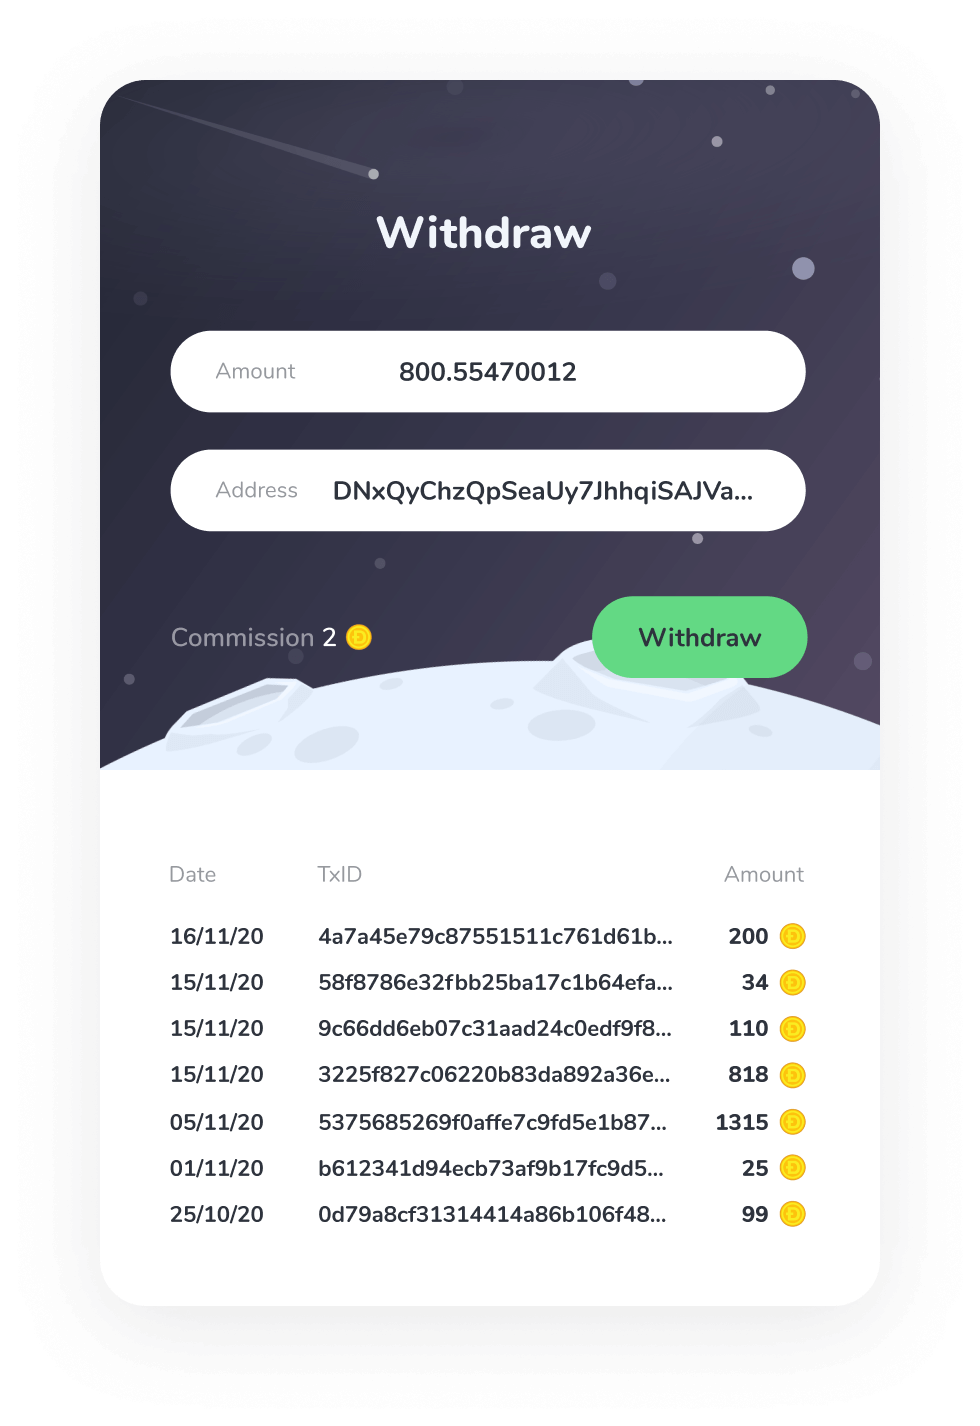 Withdraw
Amount 800.55470012
Address DNxQyChzQpSeaUy7JhhqiSAJVa...
Commission 2 Withdraw
Date TxID Amount
16/11/20 4a7a45e79c87551511c761d61b... 200
15/11/20 58f8786e32fbb25ba17c1b64efa... 34
15/11/20 9c66dd6eb07c31aad24c0edf9f8... 110
15/11/20 3225f827c06220b83da892a36e... 818
05/11/20 5375685269f0affe7c9fd5e1b87... 1315
01/11/20 b612341d94ecb73af9b17fc9d5... 25
25/10/20 0d79a8cf31314414a86b106f48... 99